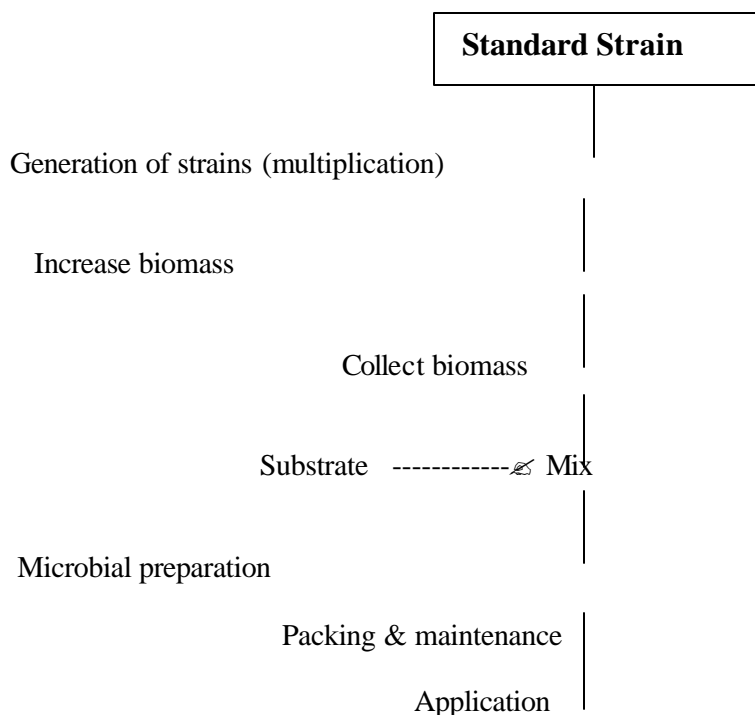 Standard Strain
Generation of strains (multiplication)
Increase biomass
Collect biomass
Substrate ------------✍ Mix
Microbial preparation
Packing & maintenance
Application